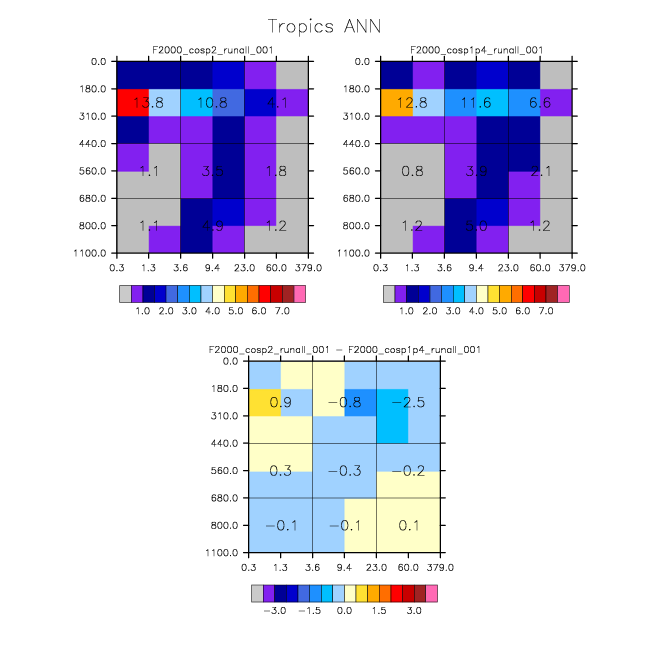 Tropics ANN
F2000_cosp2_runall_001
F2000_cosp1p4_runall_001
0.0 0.0
180.0 180.0
13.8 10.8 4.1 12.8 11.6 6.6
310.0 310.0
440.0 440.0
560.0 1.1 3.5 1.8 560.0 0.8 3.9 2.1
680.0 680.0
800.0 1.1 4.9 1.2 800.0 1.2 5.0 1.2
1100.0 1100.0
0.3 1.3 3.6 9.4 23.0 60.0 379.0 0.3 1.3 3.6 9.4 23.0 60.0 379.0
1.0 2.0 3.0 4.0 5.0 6.0 7.0 1.0 2.0 3.0 4.0 5.0 6.0 7.0
F2000_cosp2_runall_001 − F2000_cosp1p4_runall_001
0.0
180.0
0.9 −0.8 −2.5
310.0
440.0
560.0 0.3 −0.3 −0.2
680.0
800.0 −0.1 −0.1 0.1
1100.0
0.3 1.3 3.6 9.4 23.0 60.0 379.0
−3.0 −1.5 0.0 1.5 3.0